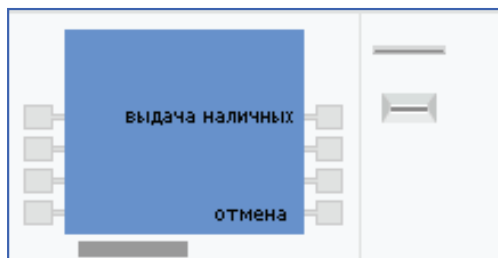 выдача наличных
отмена